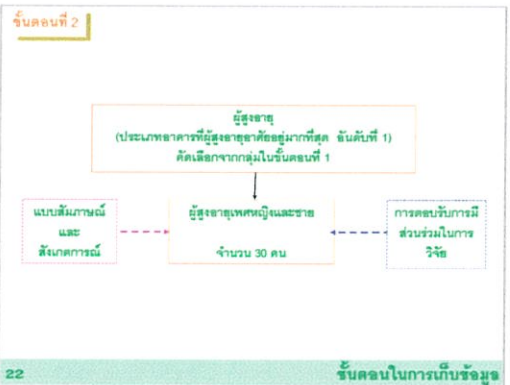 ขั้นตอนที่ 2
ผู้สูงอายุ
(ประเภทอาคารที่ผู้สูงอายุอาศัยอยู่มากที่สุด อันดับที่ 1)
คัดเลือกจากกลุ่มในขั้นตอนที่ 1
แบบสัมภาษณ์
และ
สังเกตการณ์
ผู้สูงอายุเพศหญิงและชาย
จำนวน 30 คน
การตอบรับการมี
ส่วนร่วมในการ
วิจัย
22
ขั้นตอนในการเก็บข้อมูล